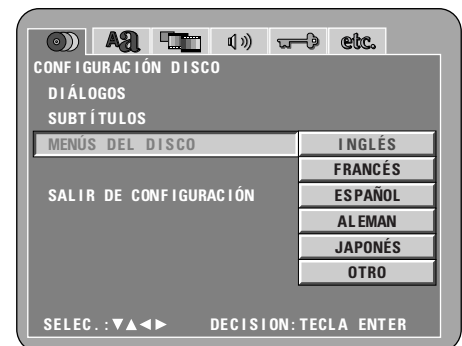 Aa etc.
CONFIGURACIÓN DISCO
DIÁLOGOS
SUBTÍTULOS
MENÚS DEL DISCO
INGLÉS
FRANCÉS
SALIR DE CONFIGURACIÓN
ESPAÑOL
ALEMAN
JAPONÉS
OTRO
SELEC.:▼▲◀▶ DECISION:TECLA ENTER